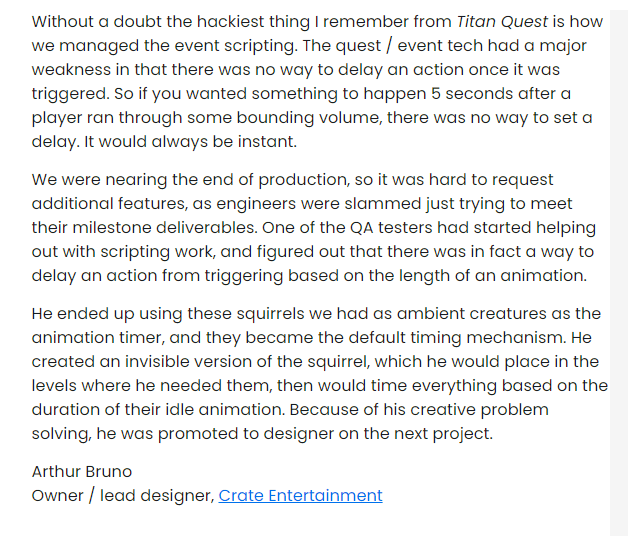 Without a doubt the hackiest thing I remember from Titan Quest is how
we managed the event scripting. The quest / event tech had a major
weakness in that there was no way to delay an action once it was
triggered. So if you wanted something to happen 5 seconds after a
player ran through some bounding volume, there was no way to set a
delay. It would always be instant.
We were nearing the end of production, so it was hard to request
additional features, as engineers were slammed just trying to meet
their milestone deliverables. One of the QA testers had started helping
out with scripting work, and figured out that there was in fact a way to
delay an action from triggering based on the length of an animation.
He ended up using these squirrels we had as ambient creatures as the
animation timer, and they became the default timing mechanism. He
created an invisible version of the squirrel, which he would place in the
levels where he needed them, then would time everything based on the
duration of their idle animation. Because of his creative problem
solving, he was promoted to designer on the next project.
Arthur Bruno
Owner / lead designer, Crate Entertainment